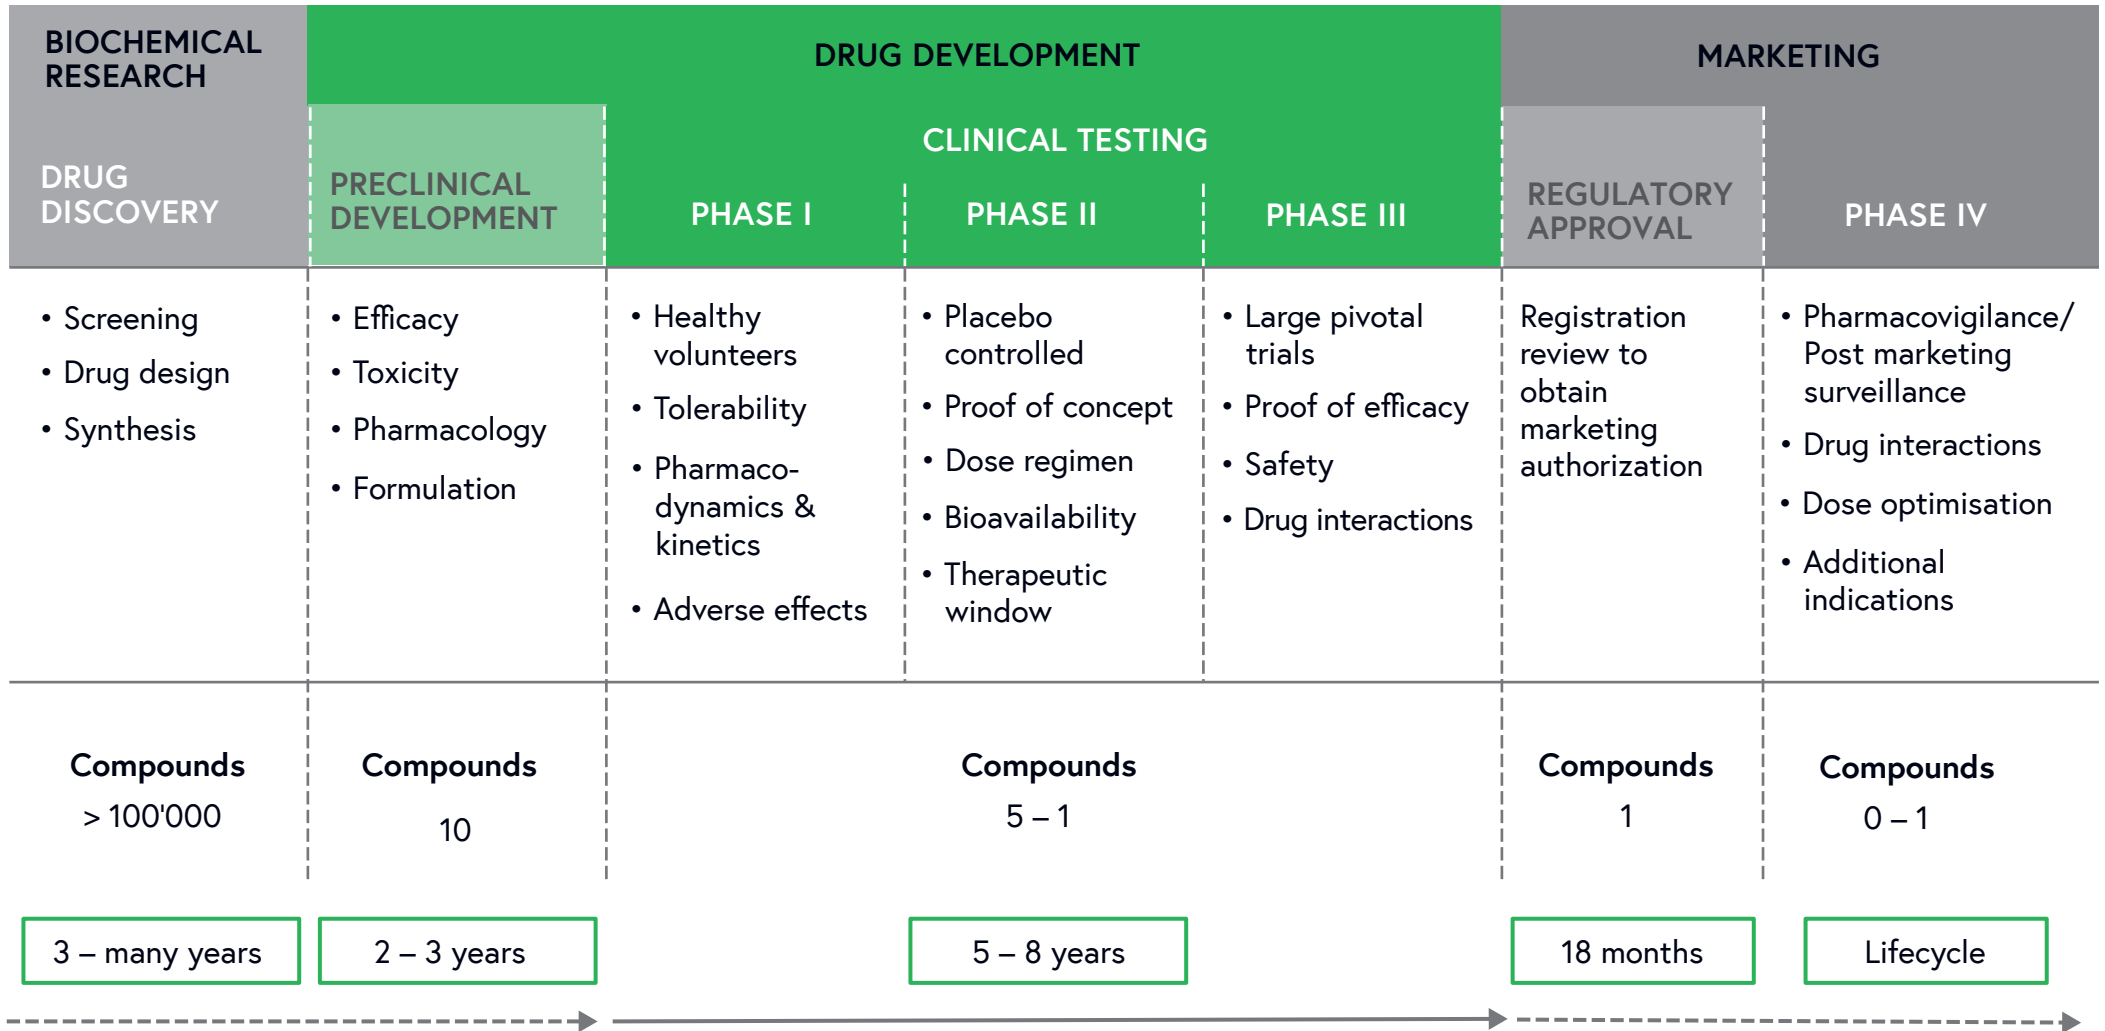 BIOCHEMICAL
RESEARCH
DRUG DEVELOPMENT
MARKETING
DRUG
DISCOVERY
PRECLINICAL
DEVELOPMENT
CLINICAL TESTING
PHASE I
PHASE II
PHASE III
REGULATORY
APPROVAL
PHASE IV
• Screening
• Drug design
• Synthesis
• Efficacy
• Toxicity
• Pharmacology
• Formulation
• Healthy
volunteers
• Tolerability
• Pharmaco-
dynamics &
kinetics
• Adverse effects
• Placebo
controlled
• Proof of concept
• Dose regimen
• Bioavailability
• Therapeutic
window
• Large pivotal
trials
• Proof of efficacy
• Safety
• Drug interactions
Registration
review to
obtain
marketing
authorization
• Pharmacovigilance/
Post marketing
surveillance
• Drug interactions
• Dose optimisation
• Additional
indications
Compounds
> 100'000
Compounds
10
Compounds
5 – 1
Compounds
1
Compounds
0 – 1
3 – many years
2 – 3 years
5 – 8 years
18 months
Lifecycle